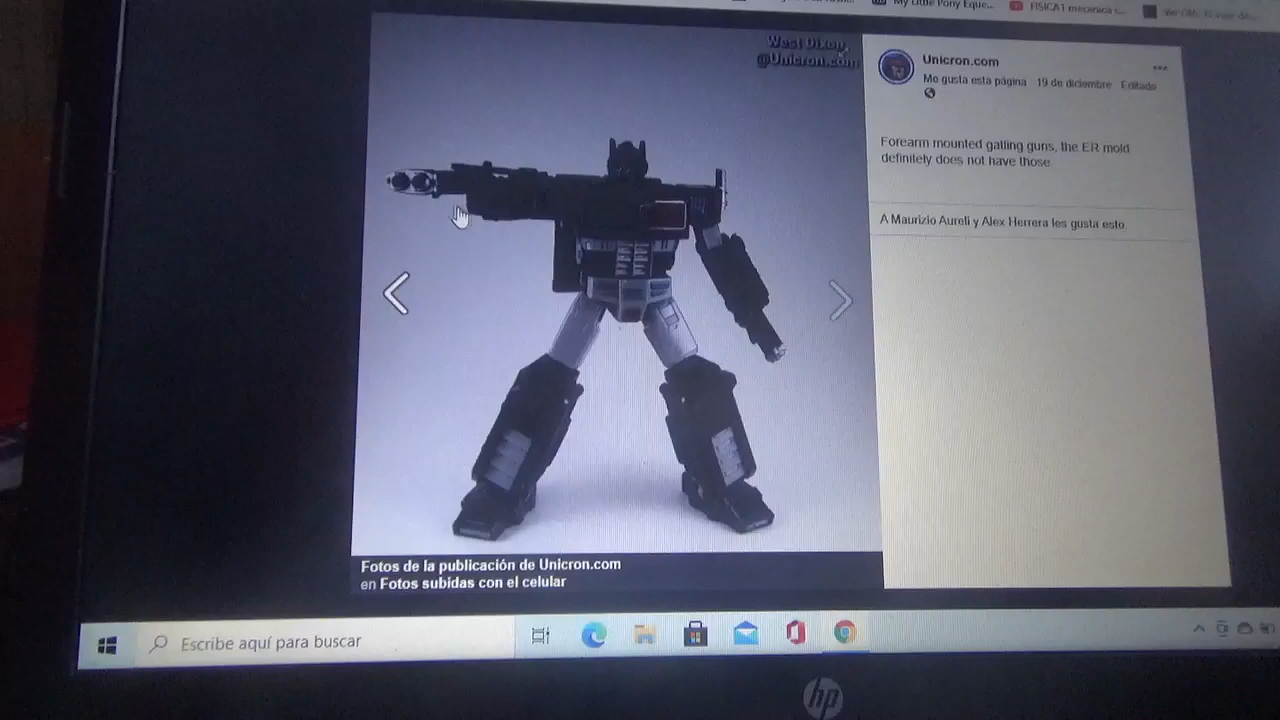 My Little Pony Eque...
FISICA1 mecanica c...
West Dixon
@Unicron.com
Unicron.com
Me gusta esta página 19 de diciembre Editado
Forearm mounted gatling guns, the ER mold
definitely does not have those
A Maurizio Aureli y Alex Herrera les gusta esto.
Fotos de la publicación de Unicron.com
en Fotos subidas con el celular
Escribe aquí para buscar
hp